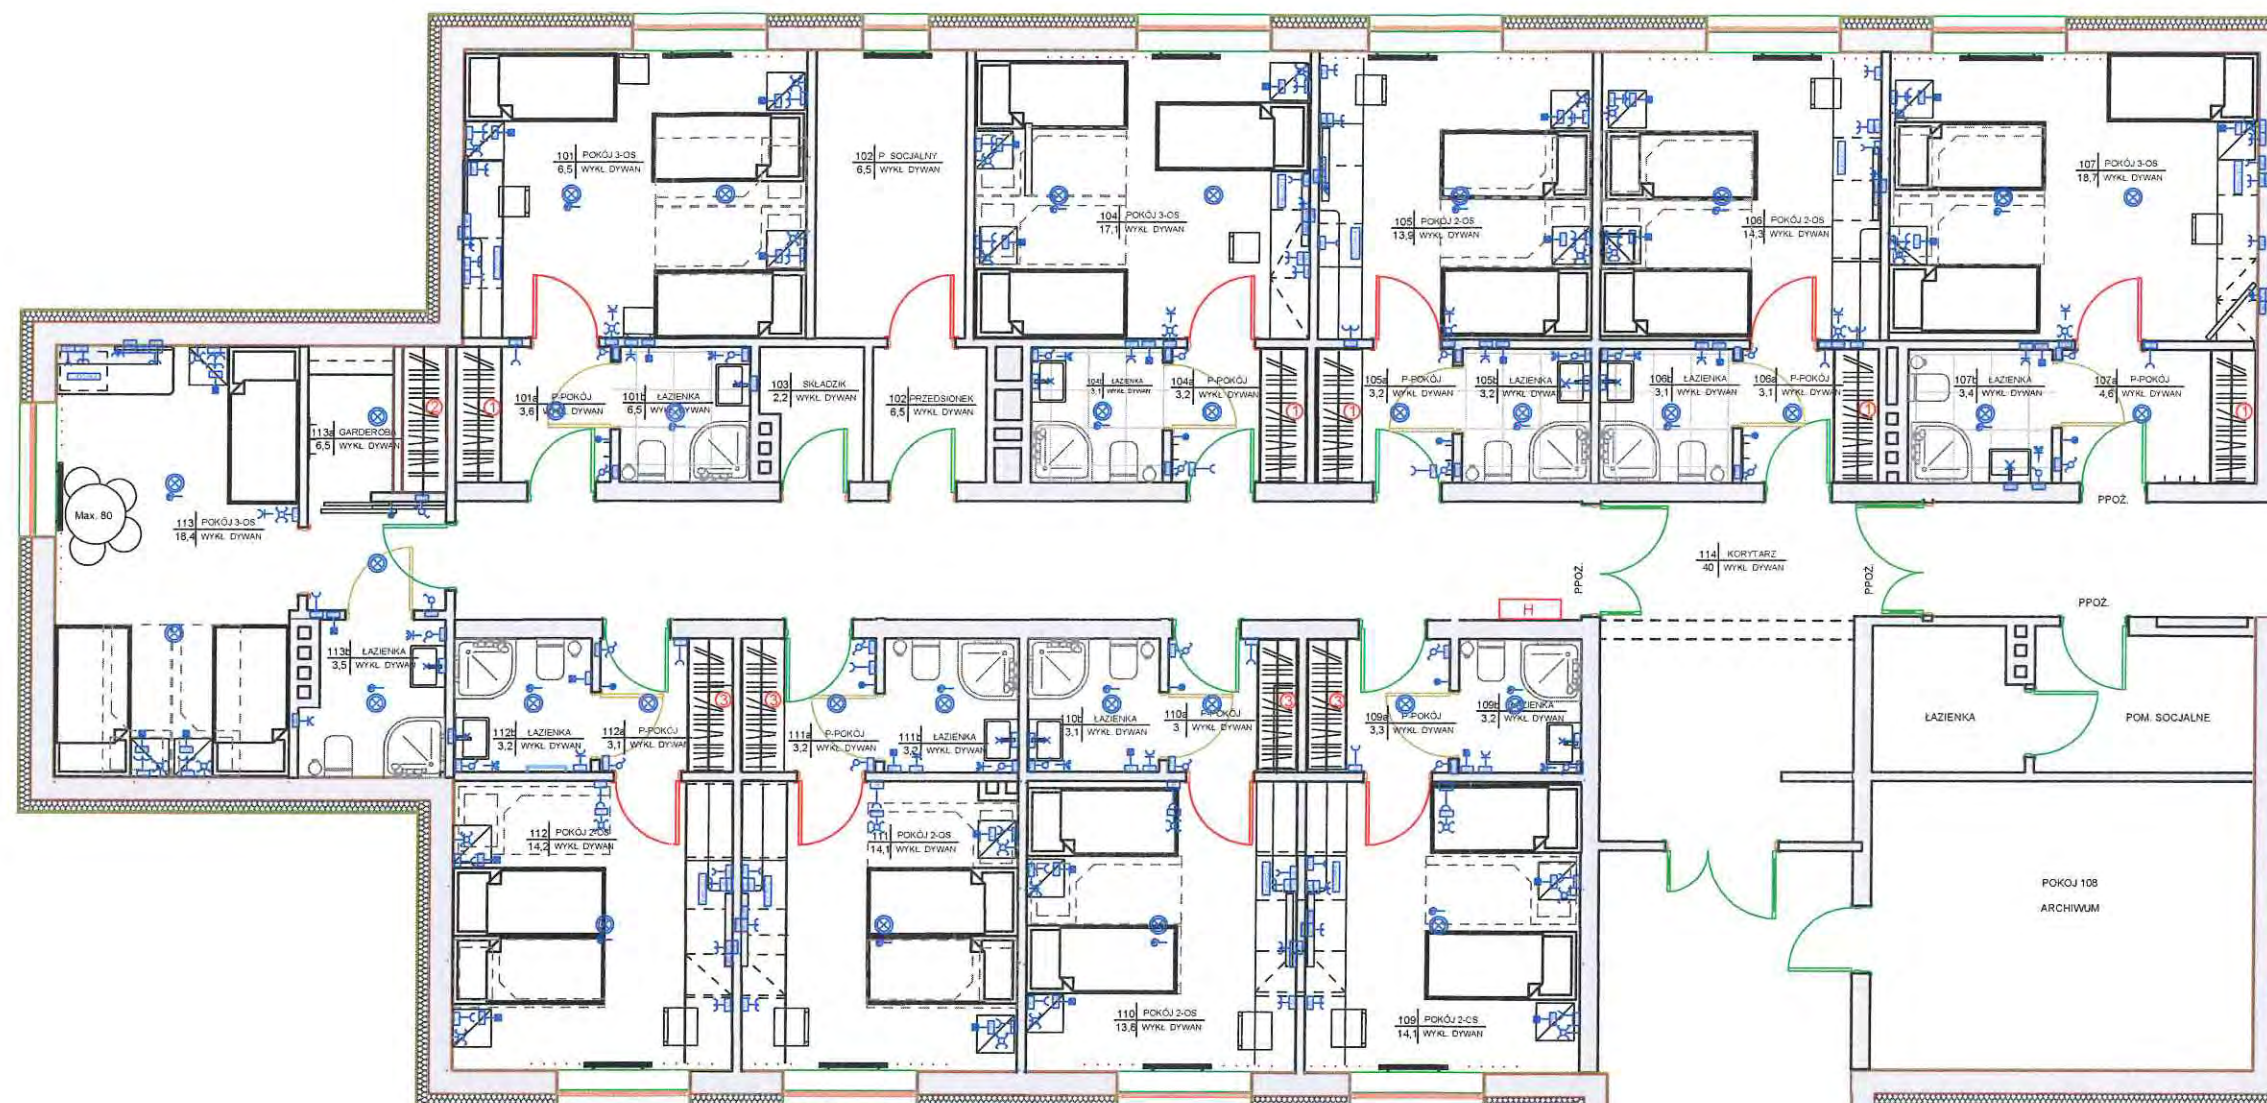 101 POKÓJ 3-OS
6,5 WYKŁ. DYWAN
102 P. SOCJALNY
6,5 WYKŁ. DYWAN
104 POKÓJ 3-OS
17,1 WYKŁ. DYWAN
105 POKÓJ 2-OS
13,9 WYKŁ. DYWAN
106 POKÓJ 2-OS
14,3 WYKŁ. DYWAN
107 POKÓJ 3-OS
18,7 WYKŁ. DYWAN
113a GARDEROBA
6,5 WYKŁ. DYWAN
2
1
101a P-POKÓJ
3,6 WYKŁ. DYWAN
101b ŁAZIENKA
6,5 WYKŁ. DYWAN
103 SKŁADZIK
2,2 WYKŁ. DYWAN
102 PRZEDSIONEK
6,5 WYKŁ. DYWAN
104b ŁAZIENKA
3,1 WYKŁ. DYWAN
104a P-POKÓJ
3,2 WYKŁ. DYWAN
1
1
105a P-POKÓJ
3,2 WYKŁ. DYWAN
105b ŁAZIENKA
3,2 WYKŁ. DYWAN
106b ŁAZIENKA
3,1 WYKŁ. DYWAN
106a P-POKÓJ
3,1 WYKŁ. DYWAN
1
107b ŁAZIENKA
3,4 WYKŁ. DYWAN
107a P-POKÓJ
4,6 WYKŁ. DYWAN
1
Max. 80
113 POKÓJ 3-OS
18,4 WYKŁ. DYWAN
PPOŻ.
114 KORYTARZ
40 WYKŁ. DYWAN
PPOŻ.
PPOŻ.
PPOŻ.
H
113b ŁAZIENKA
3,5 WYKŁ. DYWAN
112b ŁAZIENKA
3,2 WYKŁ. DYWAN
112a P-POKÓJ
3,1 WYKŁ. DYWAN
3
3
111a P-POKÓJ
3,2 WYKŁ. DYWAN
111b ŁAZIENKA
3,2 WYKŁ. DYWAN
110b ŁAZIENKA
3,1 WYKŁ. DYWAN
110a P-POKÓJ
3 WYKŁ. DYWAN
3
3
109a P-POKÓJ
3,3 WYKŁ. DYWAN
109b ŁAZIENKA
3,2 WYKŁ. DYWAN
ŁAZIENKA
POM. SOCJALNE
112 POKÓJ 2-OS
14,2 WYKŁ. DYWAN
111 POKÓJ 2-OS
14,1 WYKŁ. DYWAN
110 POKÓJ 2-OS
13,8 WYKŁ. DYWAN
109 POKÓJ 2-OS
14,1 WYKŁ. DYWAN
POKOJ 108
ARCHIWUM